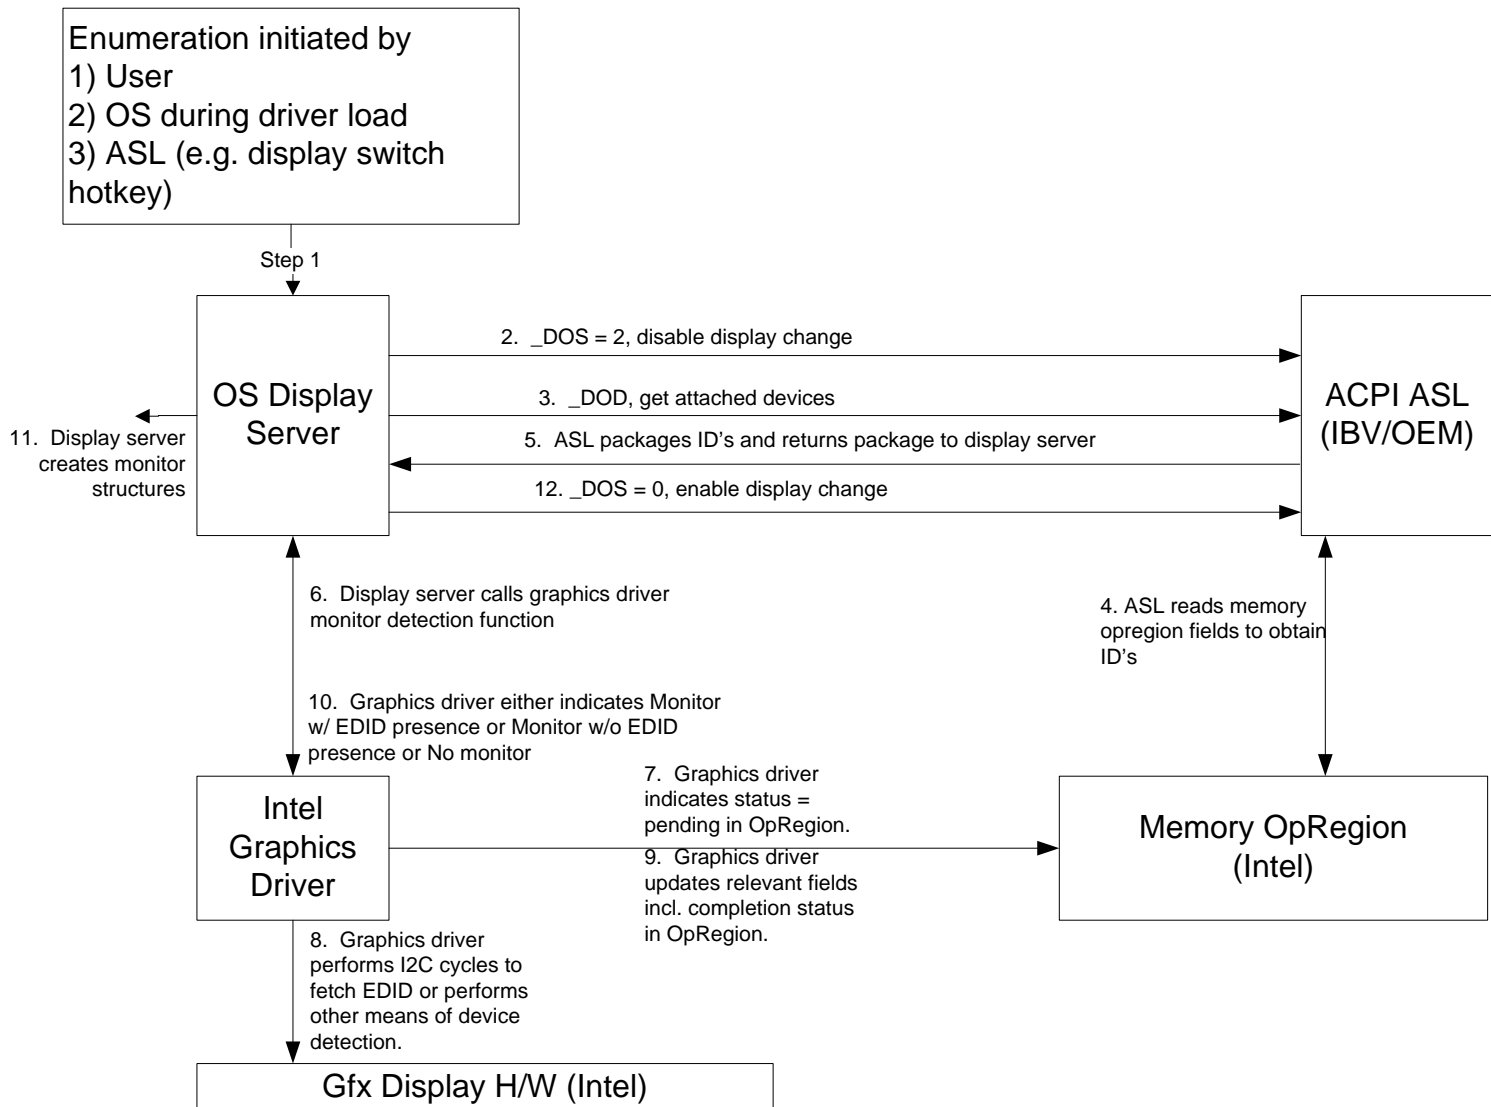 Enumeration initiated by
1) User
2) OS during driver load
3) ASL (e.g. display switch
hotkey)
Step 1
2.  _DOS = 2, disable display change
OS Display
Server
3.  _DOD, get attached devices
ACPI ASL
(IBV/OEM)
5.  ASL packages ID's and returns package to display server
11.  Display server
creates monitor
structures
12. _DOS = 0, enable display change
6.  Display server calls graphics driver
monitor detection function
4. ASL reads memory
opregion fields to obtain
ID's
10.  Graphics driver either indicates Monitor
w/ EDID presence or Monitor w/o EDID
presence or No monitor
7.  Graphics driver
indicates status =
pending in OpRegion.
Intel
Graphics
Driver
Memory OpRegion
(Intel)
9.  Graphics driver
updates relevant fields
incl. completion status
in OpRegion.
8.  Graphics driver
performs I2C cycles to
fetch EDID or performs
other means of device
detection.
Gfx Display H/W (Intel)